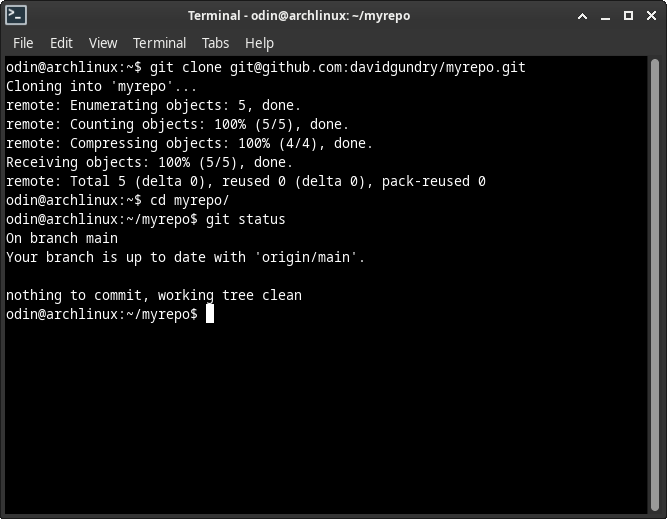 Terminal - odin@archlinux: ~/myrepo
File Edit View Terminal Tabs Help
odin@archlinux:~$ git clone git@github.com:davidgundry/myrepo.git
Cloning into 'myrepo'...
remote: Enumerating objects: 5, done.
remote: Counting objects: 100% (5/5), done.
remote: Compressing objects: 100% (4/4), done.
Receiving objects: 100% (5/5), done.
remote: Total 5 (delta 0), reused 0 (delta 0), pack-reused 0
odin@archlinux:~$ cd myrepo/
odin@archlinux:~/myrepo$ git status
On branch main
Your branch is up to date with 'origin/main'.

nothing to commit, working tree clean
odin@archlinux:~/myrepo$